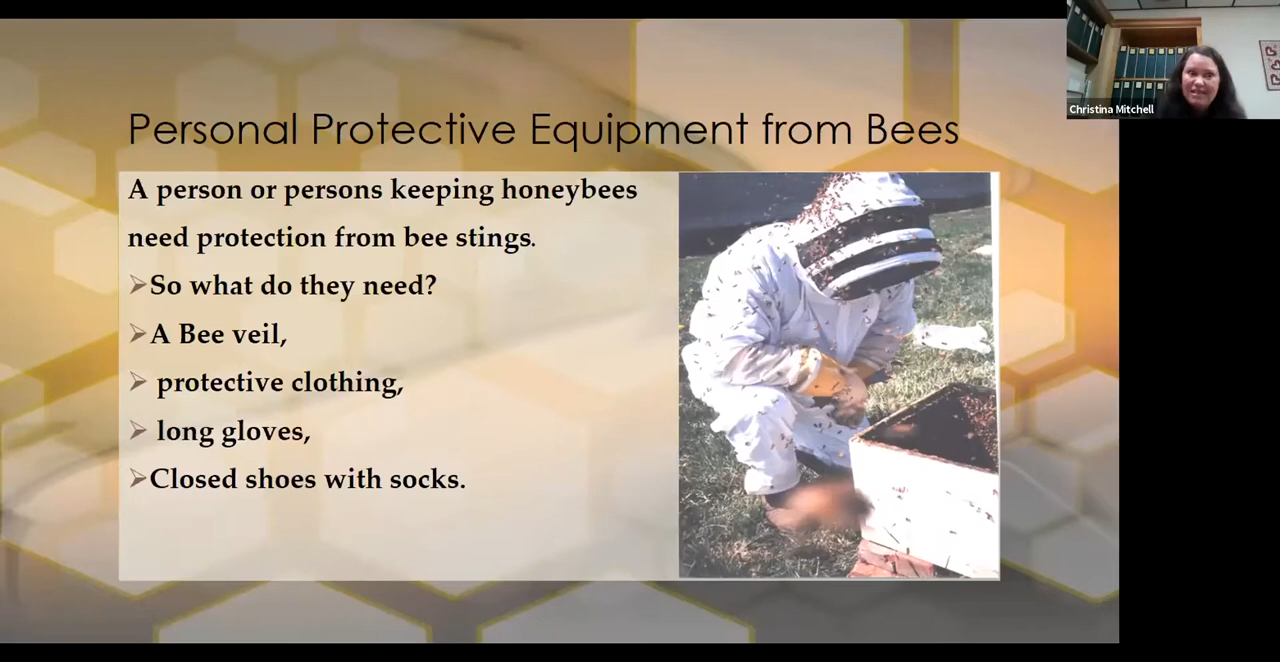 Christina Mitchell
Personal Protective Equipment from Bees
A person or persons keeping honeybees
need protection from bee stings.
➢So what do they need?
➢A Bee veil,
➢ protective clothing,
➢ long gloves,
➢Closed shoes with socks.